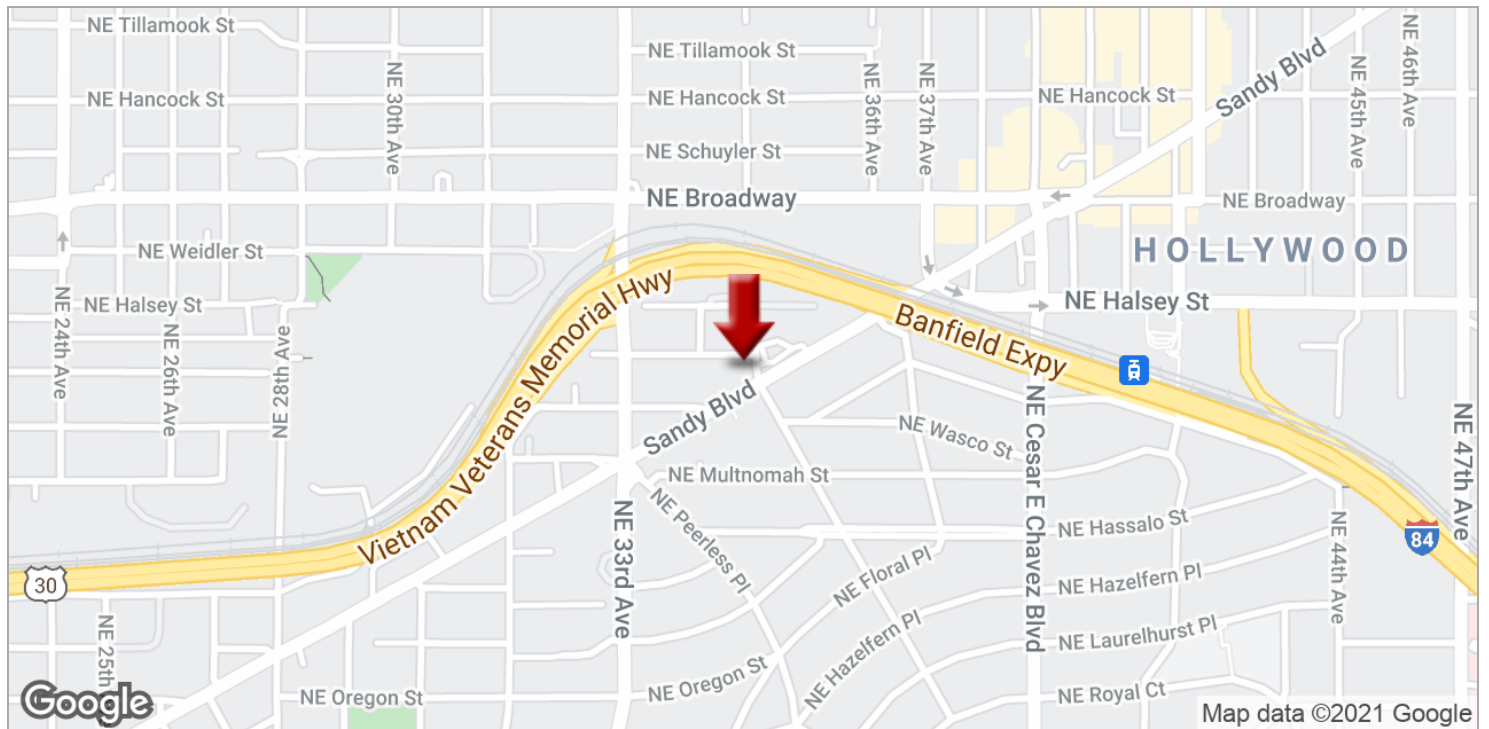 NE Tillamook St
NE Tillamook St
NE 30th Ave
NE 36th Ave
NE 37th Ave
Sandy Blvd
NE 45th Ave
NE 46th Ave
NE Hancock St
NE Hancock St
NE Hancock St
NE Schuyler St
NE Broadway
NE Broadway
NE Weidler St
HOLLYWOOD
NE Halsey St
NE Halsey St
NE 24th Ave
NE 26th Ave
NE 28th Ave
Vietnam Veterans Memorial Hwy
Banfield Expy
Sandy Blvd
NE Wasco St
NE Cesar E Chavez Blvd
NE 47th Ave
NE Multnomah St
NE 33rd Ave
NE Peerless Pl
NE Hassalo St
84
NE 44th Ave
30
NE Floral Pl
NE Hazelfern Pl
NE Hazelfern Pl
NE Laurelhurst Pl
NE 25th
NE Oregon St
NE Oregon St
NE Royal Ct
Google
Map data ©2021 Google